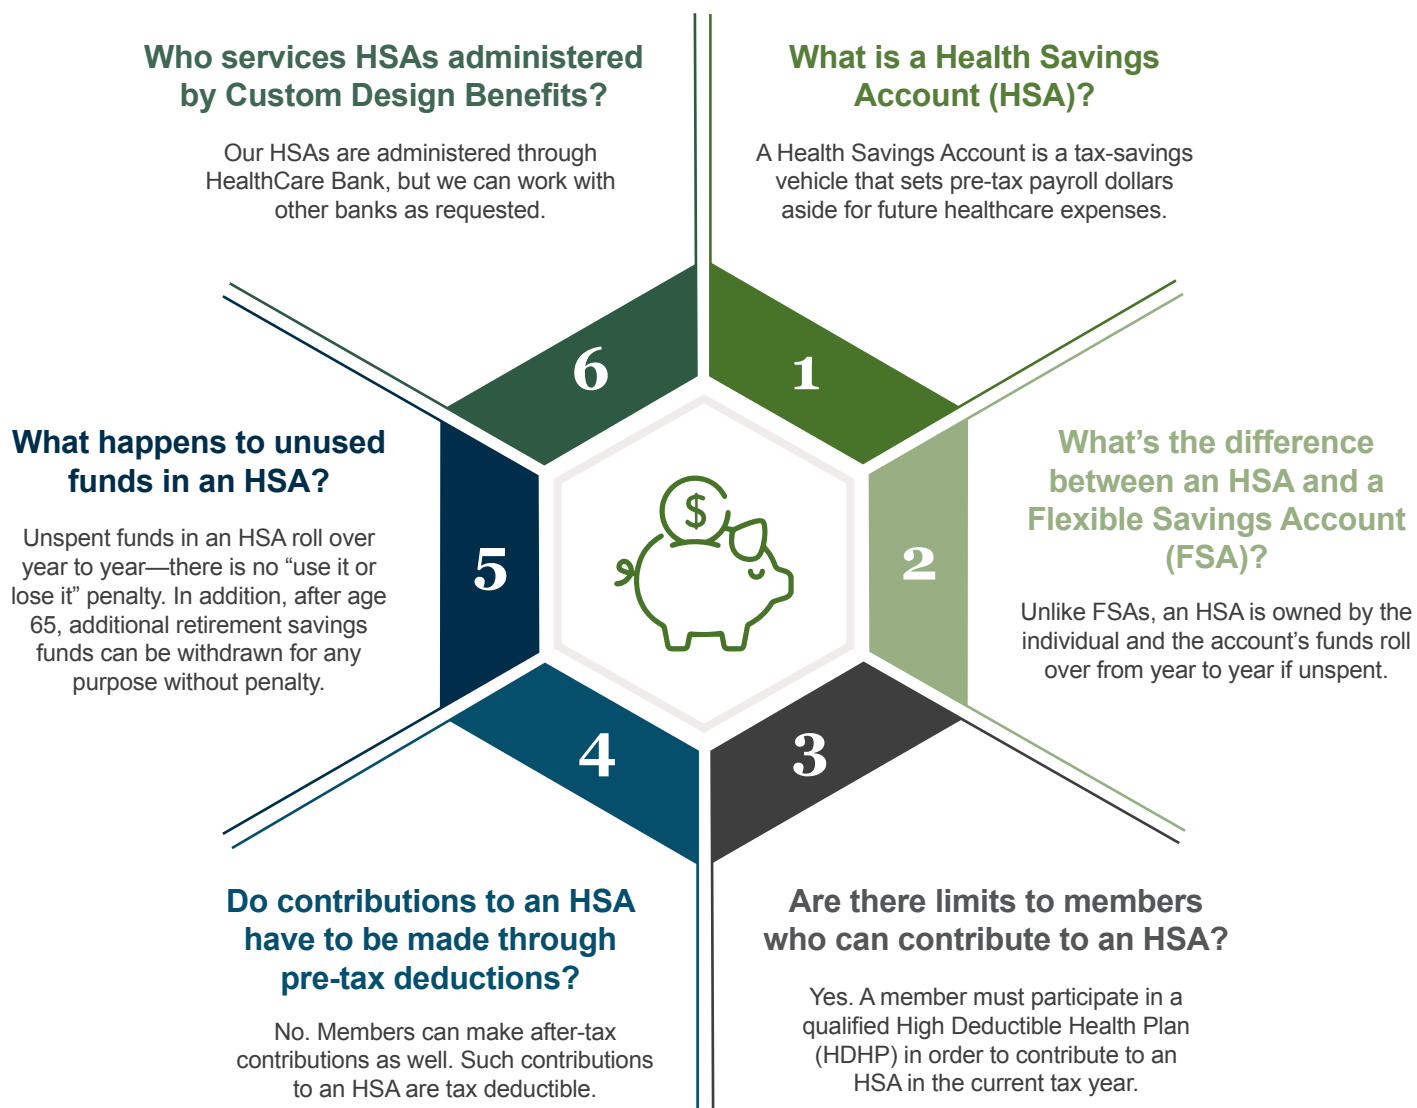 What is a Health Savings
Account (HSA)?
A Health Savings Account is a tax-savings
vehicle that sets pre-tax payroll dollars
aside for future healthcare expenses.
1
What's the difference
between an HSA and a
Flexible Savings Account
(FSA)?
Unlike FSAs, an HSA is owned by the
individual and the account's funds roll
over from year to year if unspent.
2
Are there limits to members
who can contribute to an HSA?
Yes. A member must participate in a
qualified High Deductible Health Plan
(HDHP) in order to contribute to an
HSA in the current tax year.
3
Do contributions to an HSA
have to be made through
pre-tax deductions?
No. Members can make after-tax
contributions as well. Such contributions
to an HSA are tax deductible.
4
What happens to unused
funds in an HSA?
Unspent funds in an HSA roll over
year to year—there is no “use it or
lose it” penalty. In addition, after age
65, additional retirement savings
funds can be withdrawn for any
purpose without penalty.
5
Who services HSAs administered
by Custom Design Benefits?
Our HSAs are administered through
HealthCare Bank, but we can work with
other banks as requested.
6
$